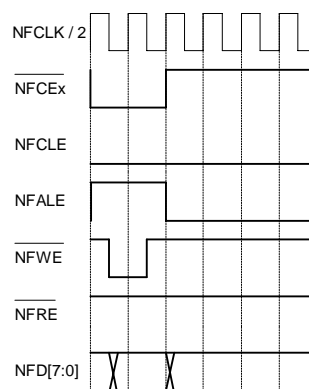 NFCLK / 2
NFCEx
NFCLE
NFALE
NFWE
NFRE
NFD[7:0]